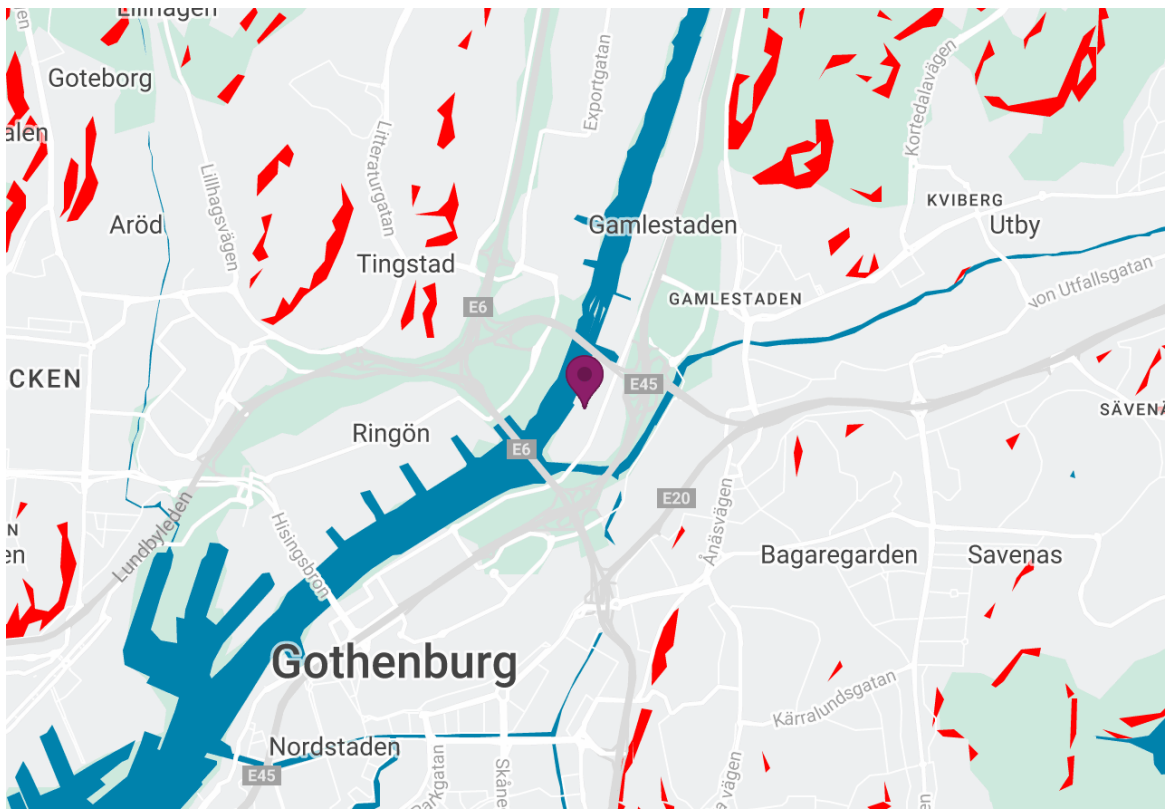 Lillhagen
Goteborg
Exportgatan
Kortedalavägen
Litteraturgatan
Lillhagsvägen
KVIBERG
Aröd
Gamlestaden
Utby
Tingstad
von Utfallsgatan
GAMLESTADEN
E6
CKEN
E45
SÄVENÄ
Ringön
E6
E20
Ånäsvägen
Lundbyleden
Hisingsbron
Bagaregarden
Savenas
Gothenburg
Kärralundsgatan
Nordstaden
E45